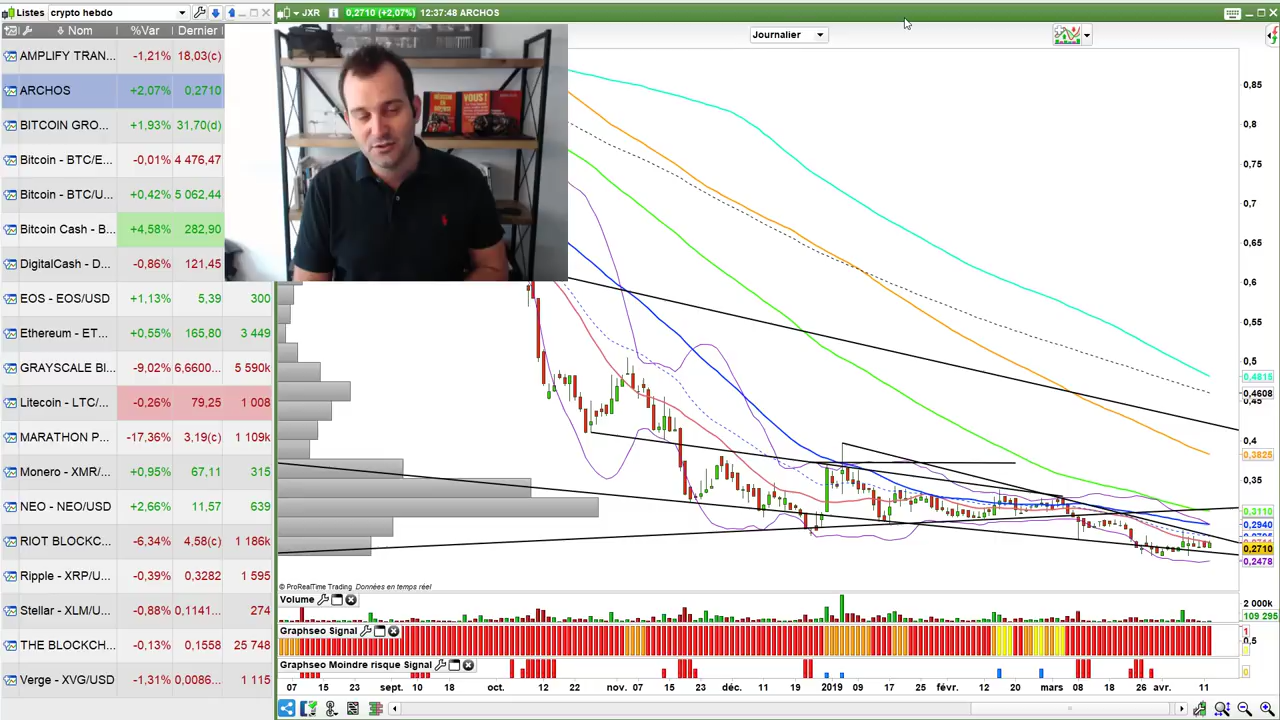 Listes crypto hebdo
Nom %Var Dernier
AMPLIFY TRAN... -1,21% 18,03(c)
ARCHOS +2,07% 0,2710
BITCOIN GRO... +1,93% 31,70(d)
Bitcoin - BTC/E... -0,01% 4 476,47
Bitcoin - BTC/U... +0,42% 5 062,44
Bitcoin Cash - B... +4,58% 282,90
DigitalCash - D... -0,86% 121,45
EOS - EOS/USD +1,13% 5,39 300
Ethereum - ET... +0,55% 165,80 3 449
GRAYSCALE BI... -9,02% 6,6600... 5 590k
Litecoin - LTC/... -0,26% 79,25 1 008
MARATHON P... -17,36% 3,19(c) 1 109k
Monero - XMR/... +0,95% 67,11 315
NEO - NEO/USD +2,66% 11,57 639
RIOT BLOCKC... -6,34% 4,58(c) 1 186k
Ripple - XRP/U... -0,39% 0,3282 1 595
Stellar - XLM/U... -0,88% 0,1141... 274
THE BLOCKCH... -0,13% 0,1558 25 748
Verge - XVG/USD -1,31% 0,0086... 1 115
JXR 0,2710 (+2,07%) 12:37:48 ARCHOS
Journalier
VOUS !
0,85
0,8
0,75
0,7
0,65
0,6
0,55
0,5
0,4815
0,4608
0,45
0,4
0,3825
0,35
0,3110
0,2940
0,2710
0,2478
© ProRealTime Trading Données en temps réel
Volume
2 000k
109 295
Graphseo Signal
1
0,5
Graphseo Moindre risque Signal
1
0
07 15 23 sept. 10 18 oct. 12 22 nov. 07 15 23 déc. 11 19 2019 09 17 25 févr. 12 20 mars 08 18 26 avr. 11